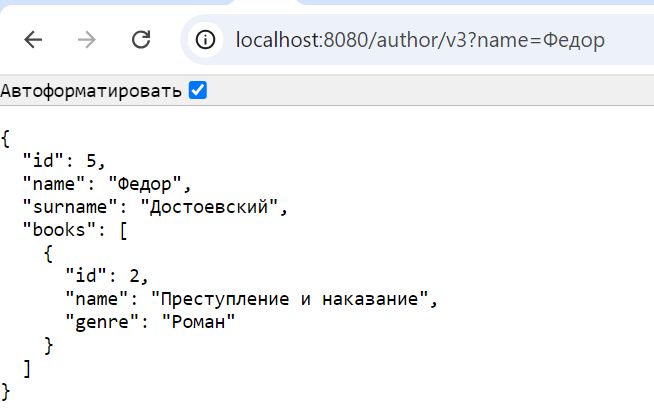 localhost:8080/author/v3?name=Федор
Автоформатировать
{
"id": 5,
"name": "Федор",
"surname": "Достоевский",
"books": [
{
"id": 2,
"name": "Преступление и наказание",
"genre": "Роман"
}
]
}